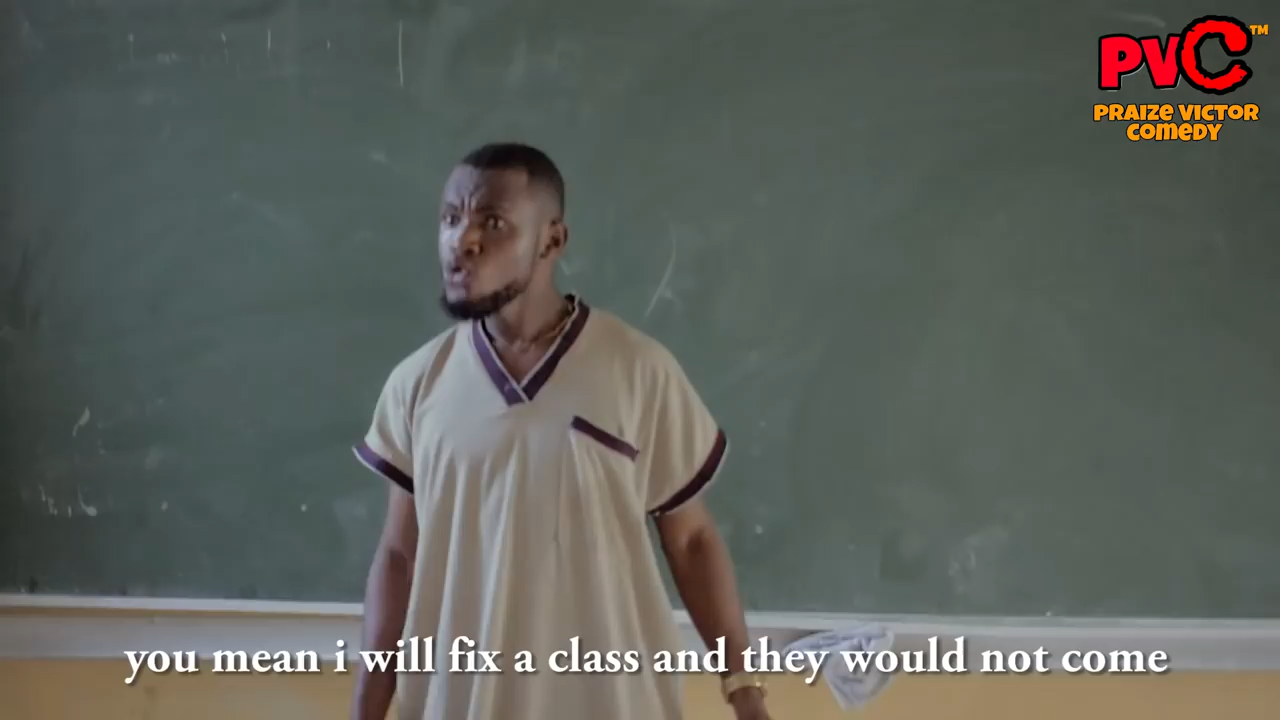 PVC™
PRAIZE VICTOR
COMEDY
you mean i will fix a class and they would not come